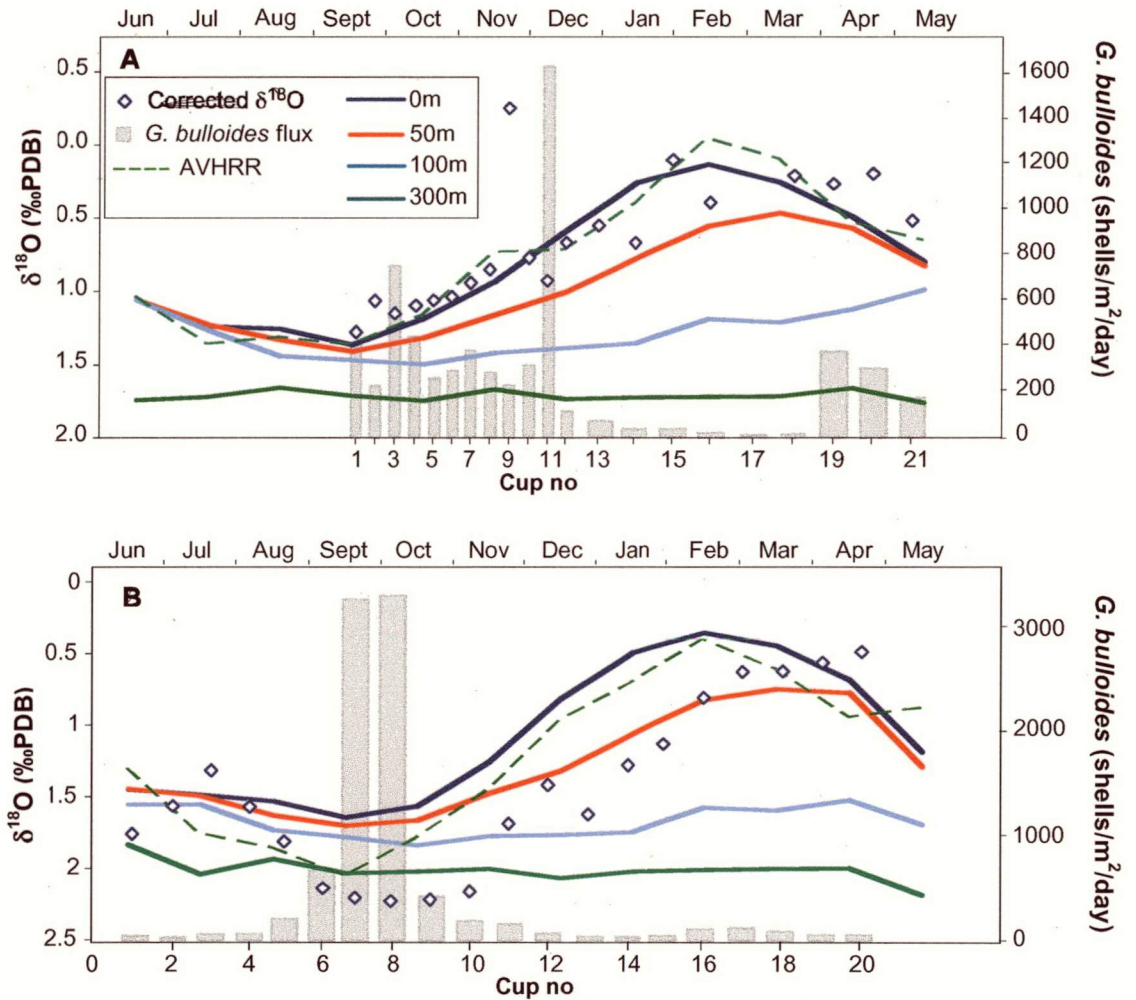 Jun Jul Aug Sept Oct Nov Dec Jan Feb Mar Apr May
A
0.5
0.0
0.5
1.0
1.5
2.0
δ18O (‰PDB)
Corrected δ18O
G. bulloides flux
AVHRR
0m
50m
100m
300m
1600
1400
1200
1000
800
600
400
200
0
G. bulloides (shells/m²/day)
1 3 5 7 9 11 13 15 17 19 21
Cup no
Jun Jul Aug Sept Oct Nov Dec Jan Feb Mar Apr May
B
0
0.5
1
1.5
2
2.5
δ18O (‰PDB)
3000
2000
1000
0
G. bulloides (shells/m²/day)
0 2 4 6 8 10 12 14 16 20
Cup no